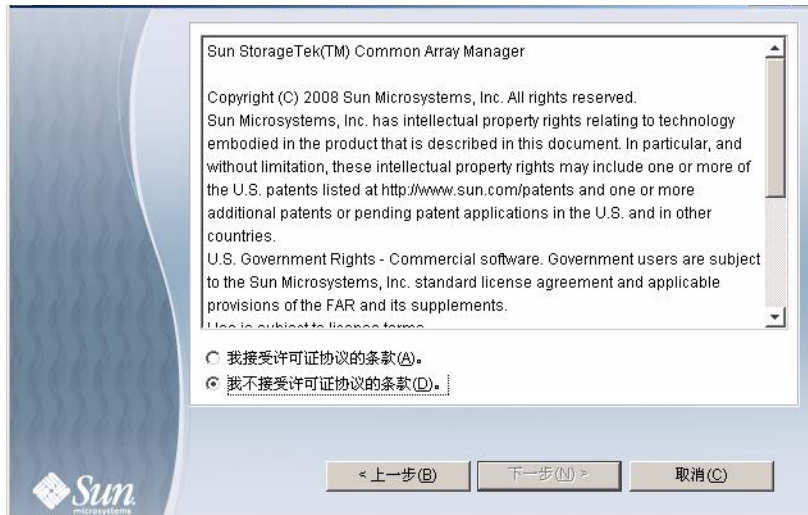 Sun StorageTek(TM) Common Array Manager
Copyright (C) 2008 Sun Microsystems, Inc. All rights reserved.
Sun Microsystems, Inc. has intellectual property rights relating to technology
embodied in the product that is described in this document. In particular, and
without limitation, these intellectual property rights may include one or more of
the U.S. patents listed at http://www.sun.com/patents and one or more
additional patents or pending patent applications in the U.S. and in other
countries.
U.S. Government Rights - Commercial software. Government users are subject
to the Sun Microsystems, Inc. standard license agreement and applicable
provisions of the FAR and its supplements.
Use is subject to license terms.
我接受许可证协议的条款(A)。
我不接受许可证协议的条款(D)。
< 上一步(B)
下一步(N) >
取消(C)
Sun
microsystems